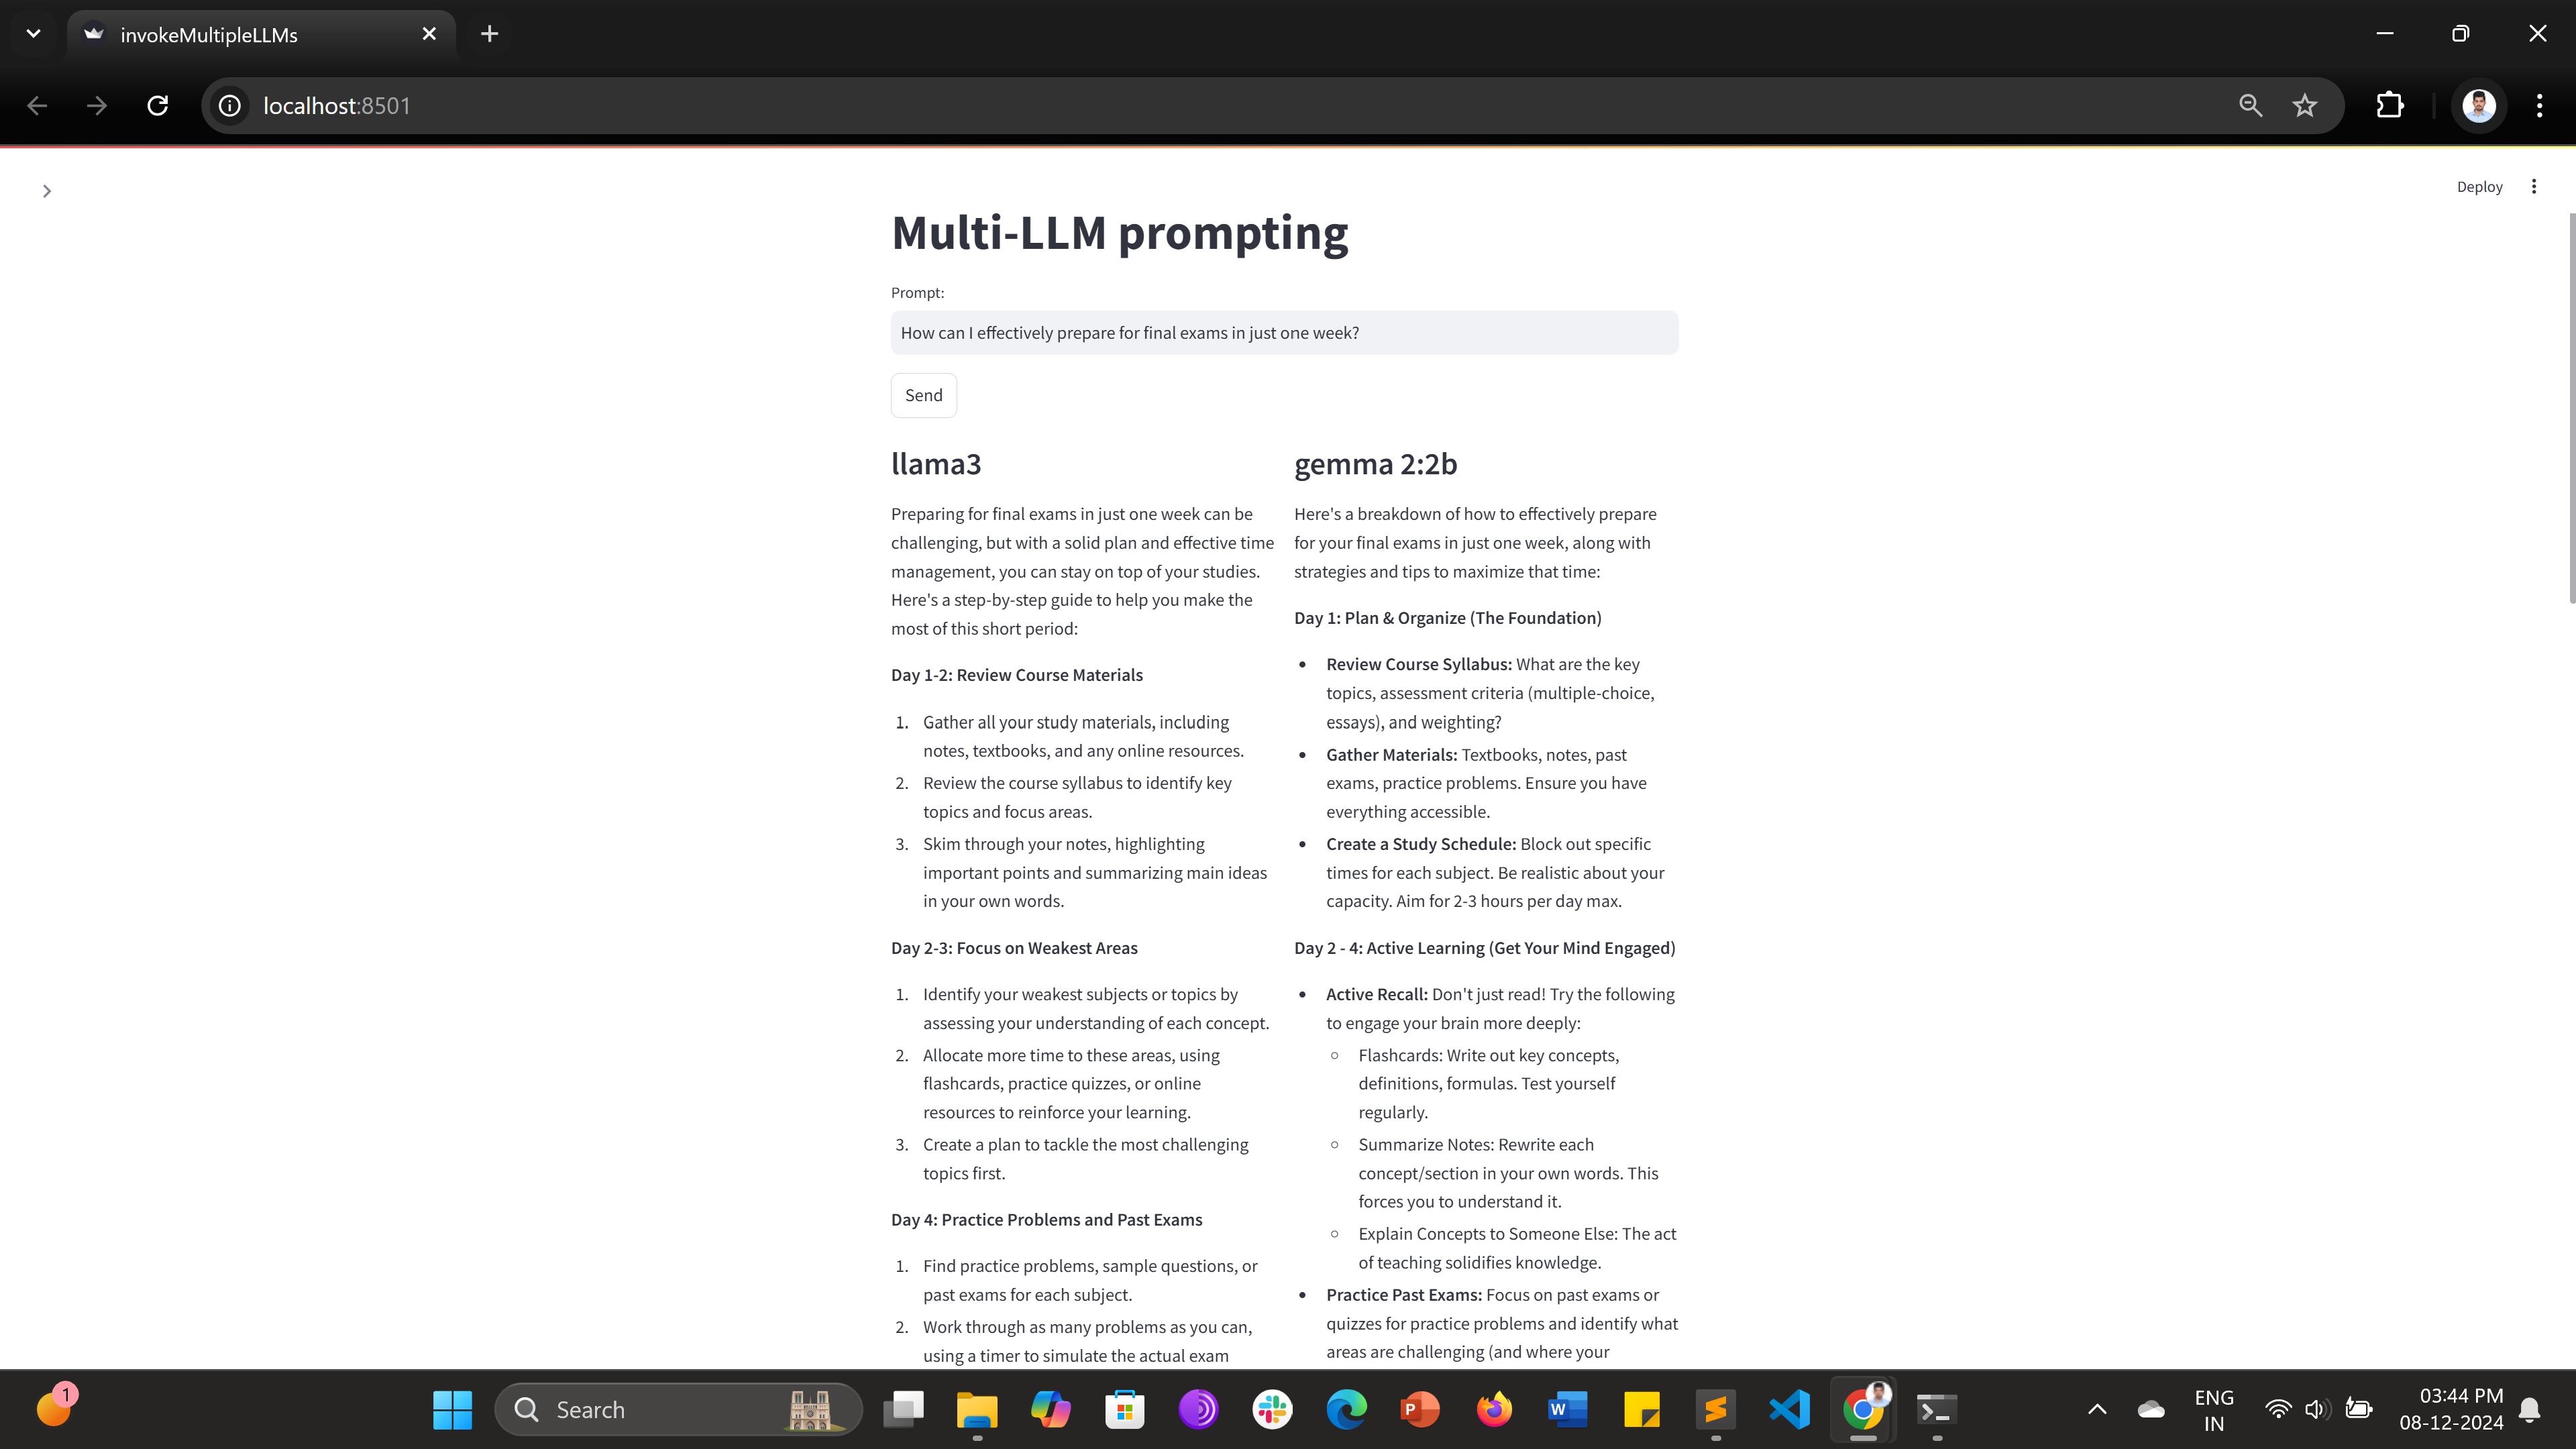 invokeMultipleLLMs
localhost:8501
Deploy
Multi-LLM prompting
Prompt:
How can I effectively prepare for final exams in just one week?
Send
llama3
Preparing for final exams in just one week can be
challenging, but with a solid plan and effective time
management, you can stay on top of your studies.
Here's a step-by-step guide to help you make the
most of this short period:
Day 1-2: Review Course Materials
1. Gather all your study materials, including
notes, textbooks, and any online resources.
2. Review the course syllabus to identify key
topics and focus areas.
3. Skim through your notes, highlighting
important points and summarizing main ideas
in your own words.
Day 2-3: Focus on Weakest Areas
1. Identify your weakest subjects or topics by
assessing your understanding of each concept.
2. Allocate more time to these areas, using
flashcards, practice quizzes, or online
resources to reinforce your learning.
3. Create a plan to tackle the most challenging
topics first.
Day 4: Practice Problems and Past Exams
1. Find practice problems, sample questions, or
past exams for each subject.
2. Work through as many problems as you can,
using a timer to simulate the actual exam
gemma 2:2b
Here's a breakdown of how to effectively prepare
for your final exams in just one week, along with
strategies and tips to maximize that time:
Day 1: Plan & Organize (The Foundation)
• Review Course Syllabus: What are the key
topics, assessment criteria (multiple-choice,
essays), and weighting?
• Gather Materials: Textbooks, notes, past
exams, practice problems. Ensure you have
everything accessible.
• Create a Study Schedule: Block out specific
times for each subject. Be realistic about your
capacity. Aim for 2-3 hours per day max.
Day 2 - 4: Active Learning (Get Your Mind Engaged)
• Active Recall: Don't just read! Try the following
to engage your brain more deeply:
◦ Flashcards: Write out key concepts,
definitions, formulas. Test yourself
regularly.
◦ Summarize Notes: Rewrite each
concept/section in your own words. This
forces you to understand it.
◦ Explain Concepts to Someone Else: The act
of teaching solidifies knowledge.
• Practice Past Exams: Focus on past exams or
quizzes for practice problems and identify what
areas are challenging (and where your
1
Search
P
W
ENG
IN
03:44 PM
08-12-2024